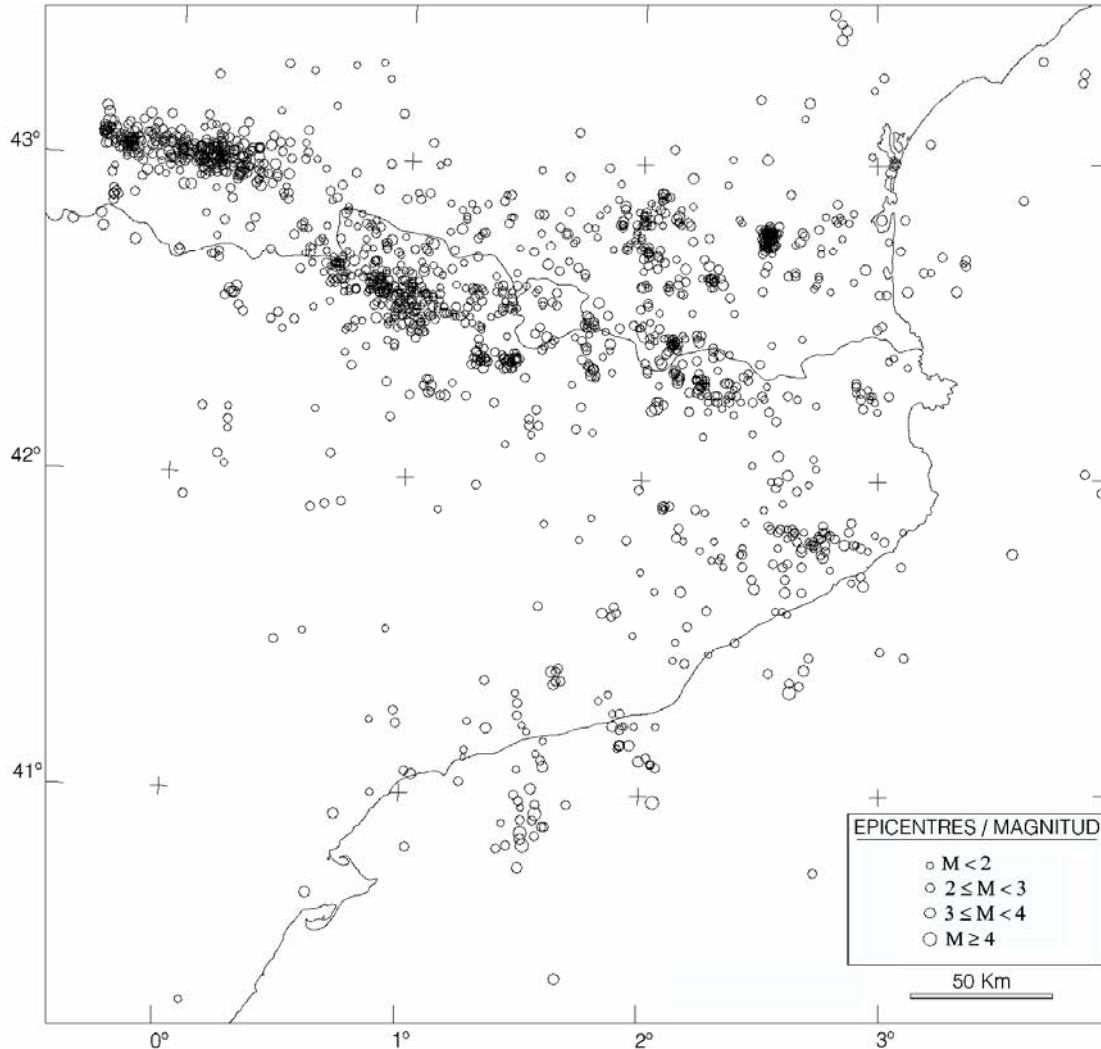 43°
42°
41°
EPICENTRES / MAGNITUD
M < 2
2 ≤ M < 3
3 ≤ M < 4
M ≥ 4
50 Km
0°
1°
2°
3°